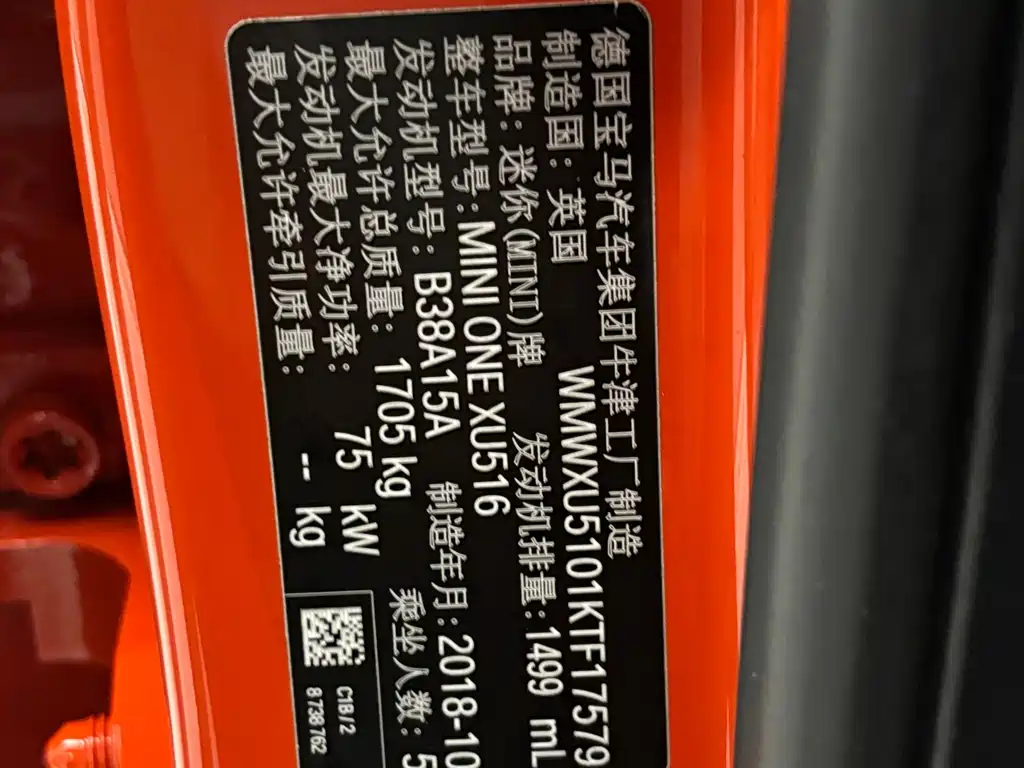 德国宝马汽车集团牛津工厂制造
制造国: 英国 WMWXU5101KTF17579
品牌: 迷你(MINI)牌 发动机排量:1499 mL
整车型号: MINI ONE XU516
发动机型号: B38A15A 制造年月:2018-10
最大允许总质量: 1705 kg 乘坐人数: 5
发动机最大净功率: 75 kW
最大允许牵引质量: -- kg
C1B/2
8 738 762